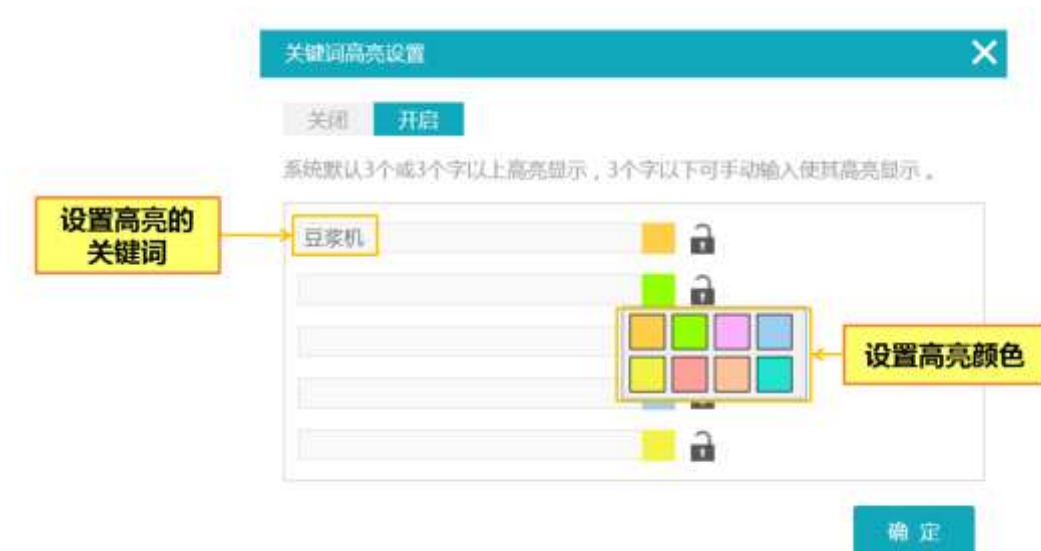 关键词高亮设置
关闭 开启
系统默认3个或3个字以上高亮显示，3个字以下可手动输入使其高亮显示。
设置高亮的
关键词
豆浆机
设置高亮颜色
确 定